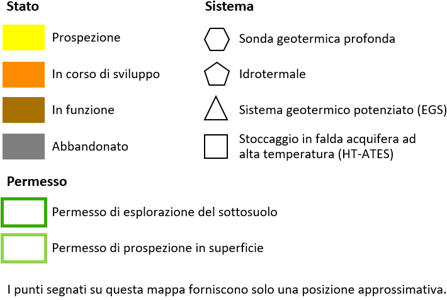 Stato
Sistema
Prospezione
Sonda geotermica profonda
In corso di sviluppo
Idrotermale
In funzione
Sistema geotermico potenziato (EGS)
Abbandonato
Stoccaggio in falda acquifera ad
alta temperatura (HT-ATES)
Permesso
Permesso di esplorazione del sottosuolo
Permesso di prospezione in superficie
I punti segnati su questa mappa forniscono solo una posizione approssimativa.